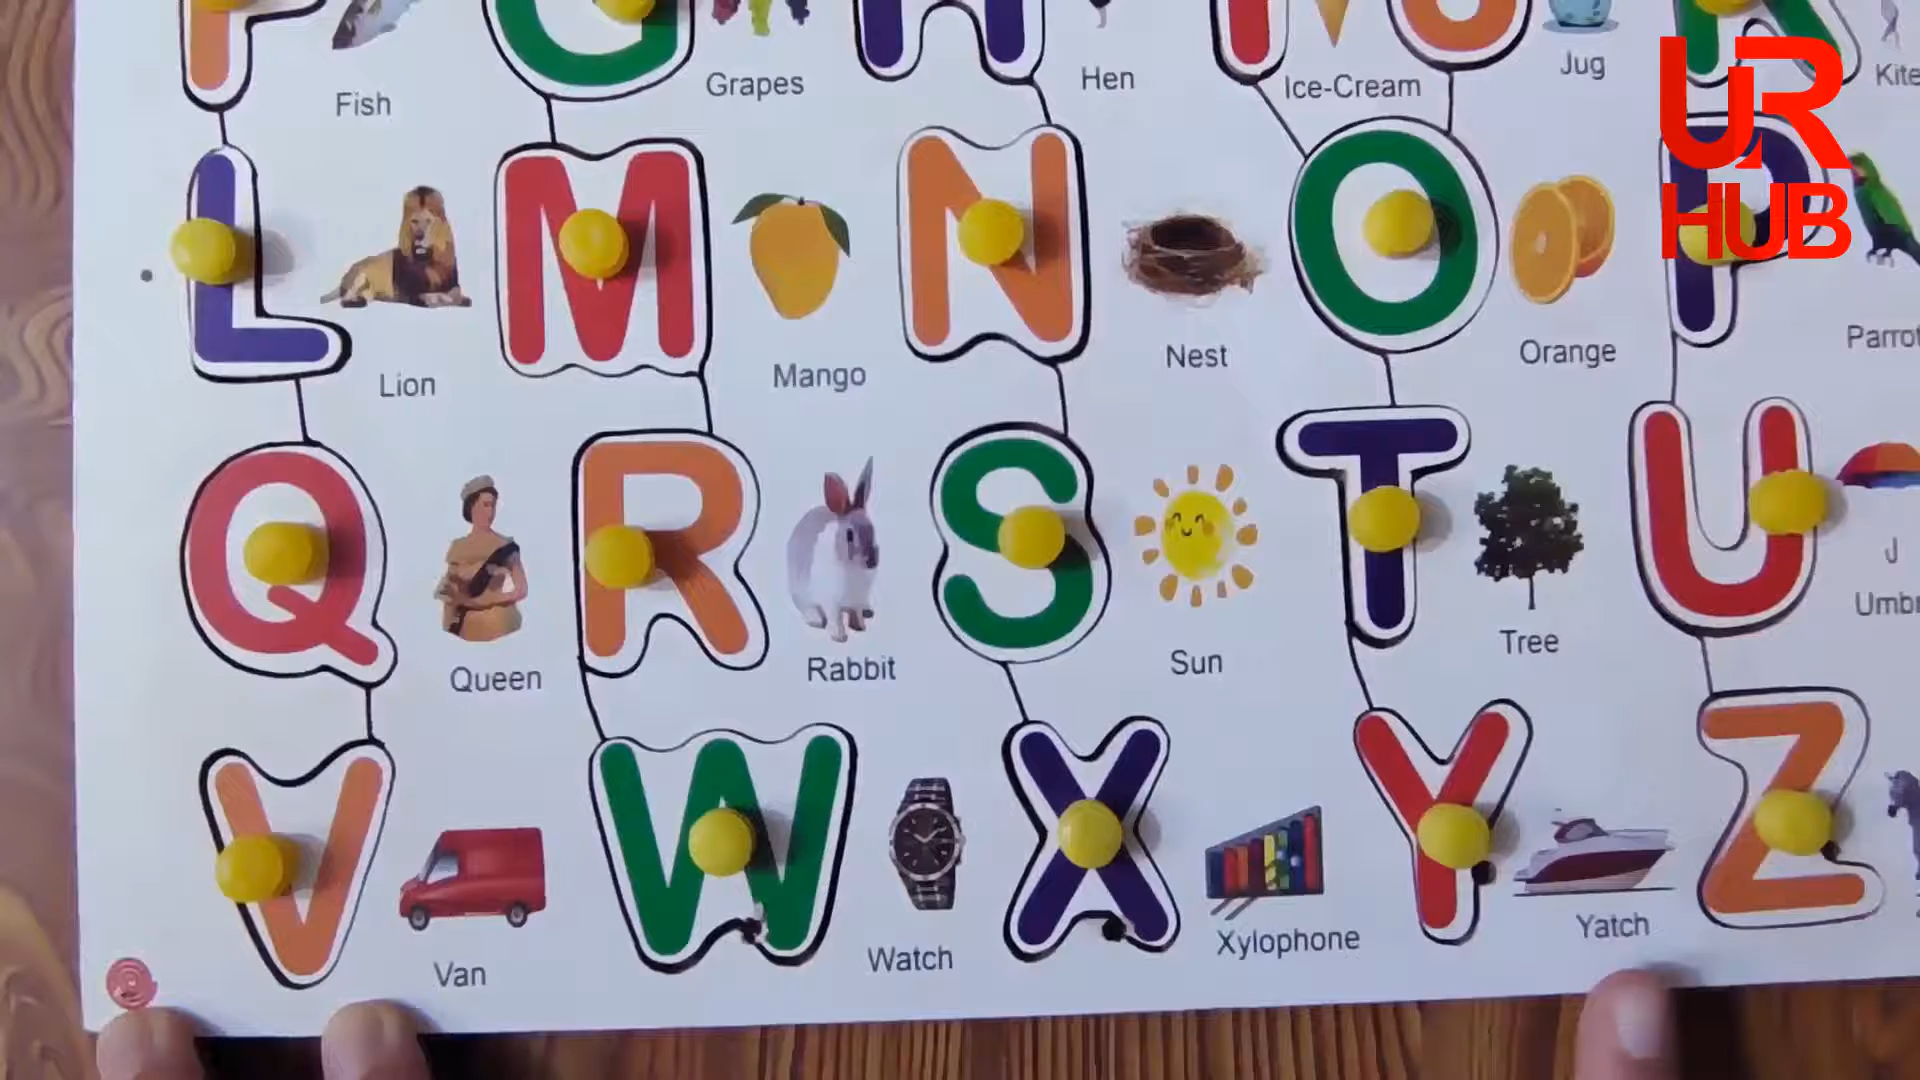 F G H I J K
Fish Grapes Hen Ice-Cream Jug Kite
UR
HUB
L M N O P
Lion Mango Nest Orange Parrot
Q R S T U
Queen Rabbit Sun Tree
V W X Y Z
Van Watch Xylophone Yatch